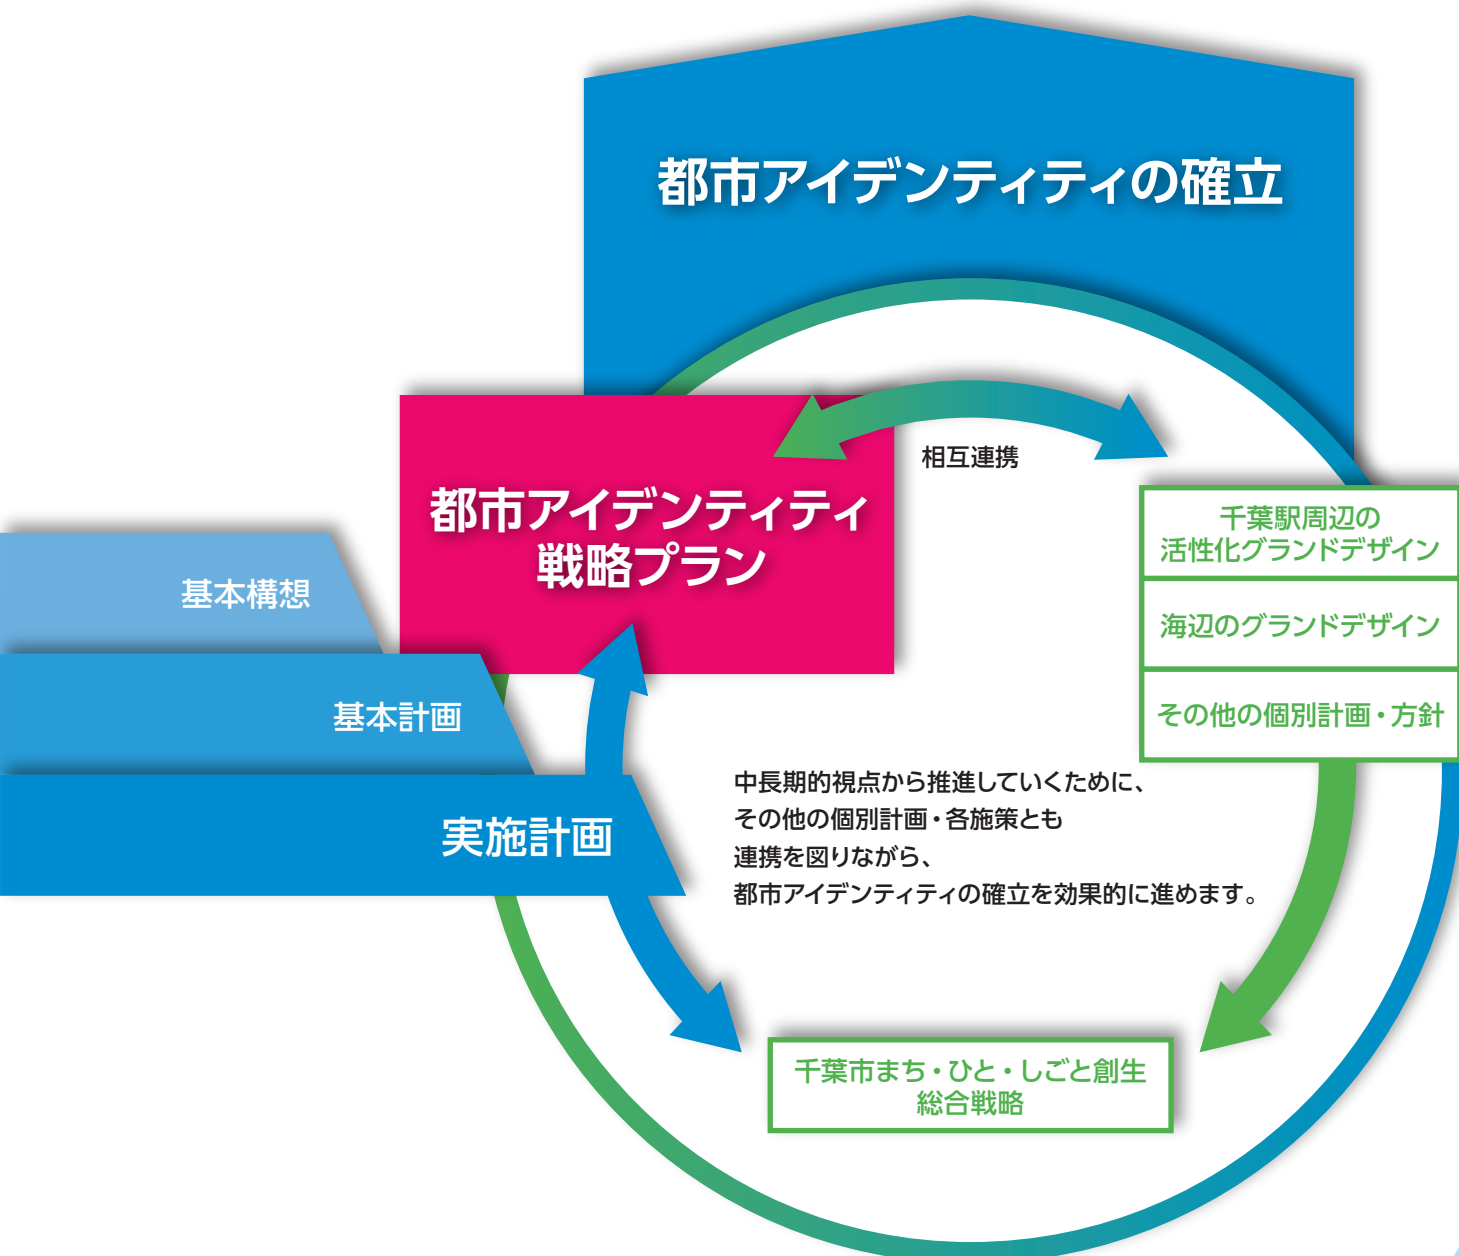 都市アイデンティティの確立
相互連携
都市アイデンティティ
戦略プラン
千葉駅周辺の
活性化グランドデザイン
海辺のグランドデザイン
その他の個別計画・方針
基本構想
基本計画
実施計画
中長期的視点から推進していくために、
その他の個別計画・各施策とも
連携を図りながら、
都市アイデンティティの確立を効果的に進めます。
千葉市まち・ひと・しごと創生
総合戦略